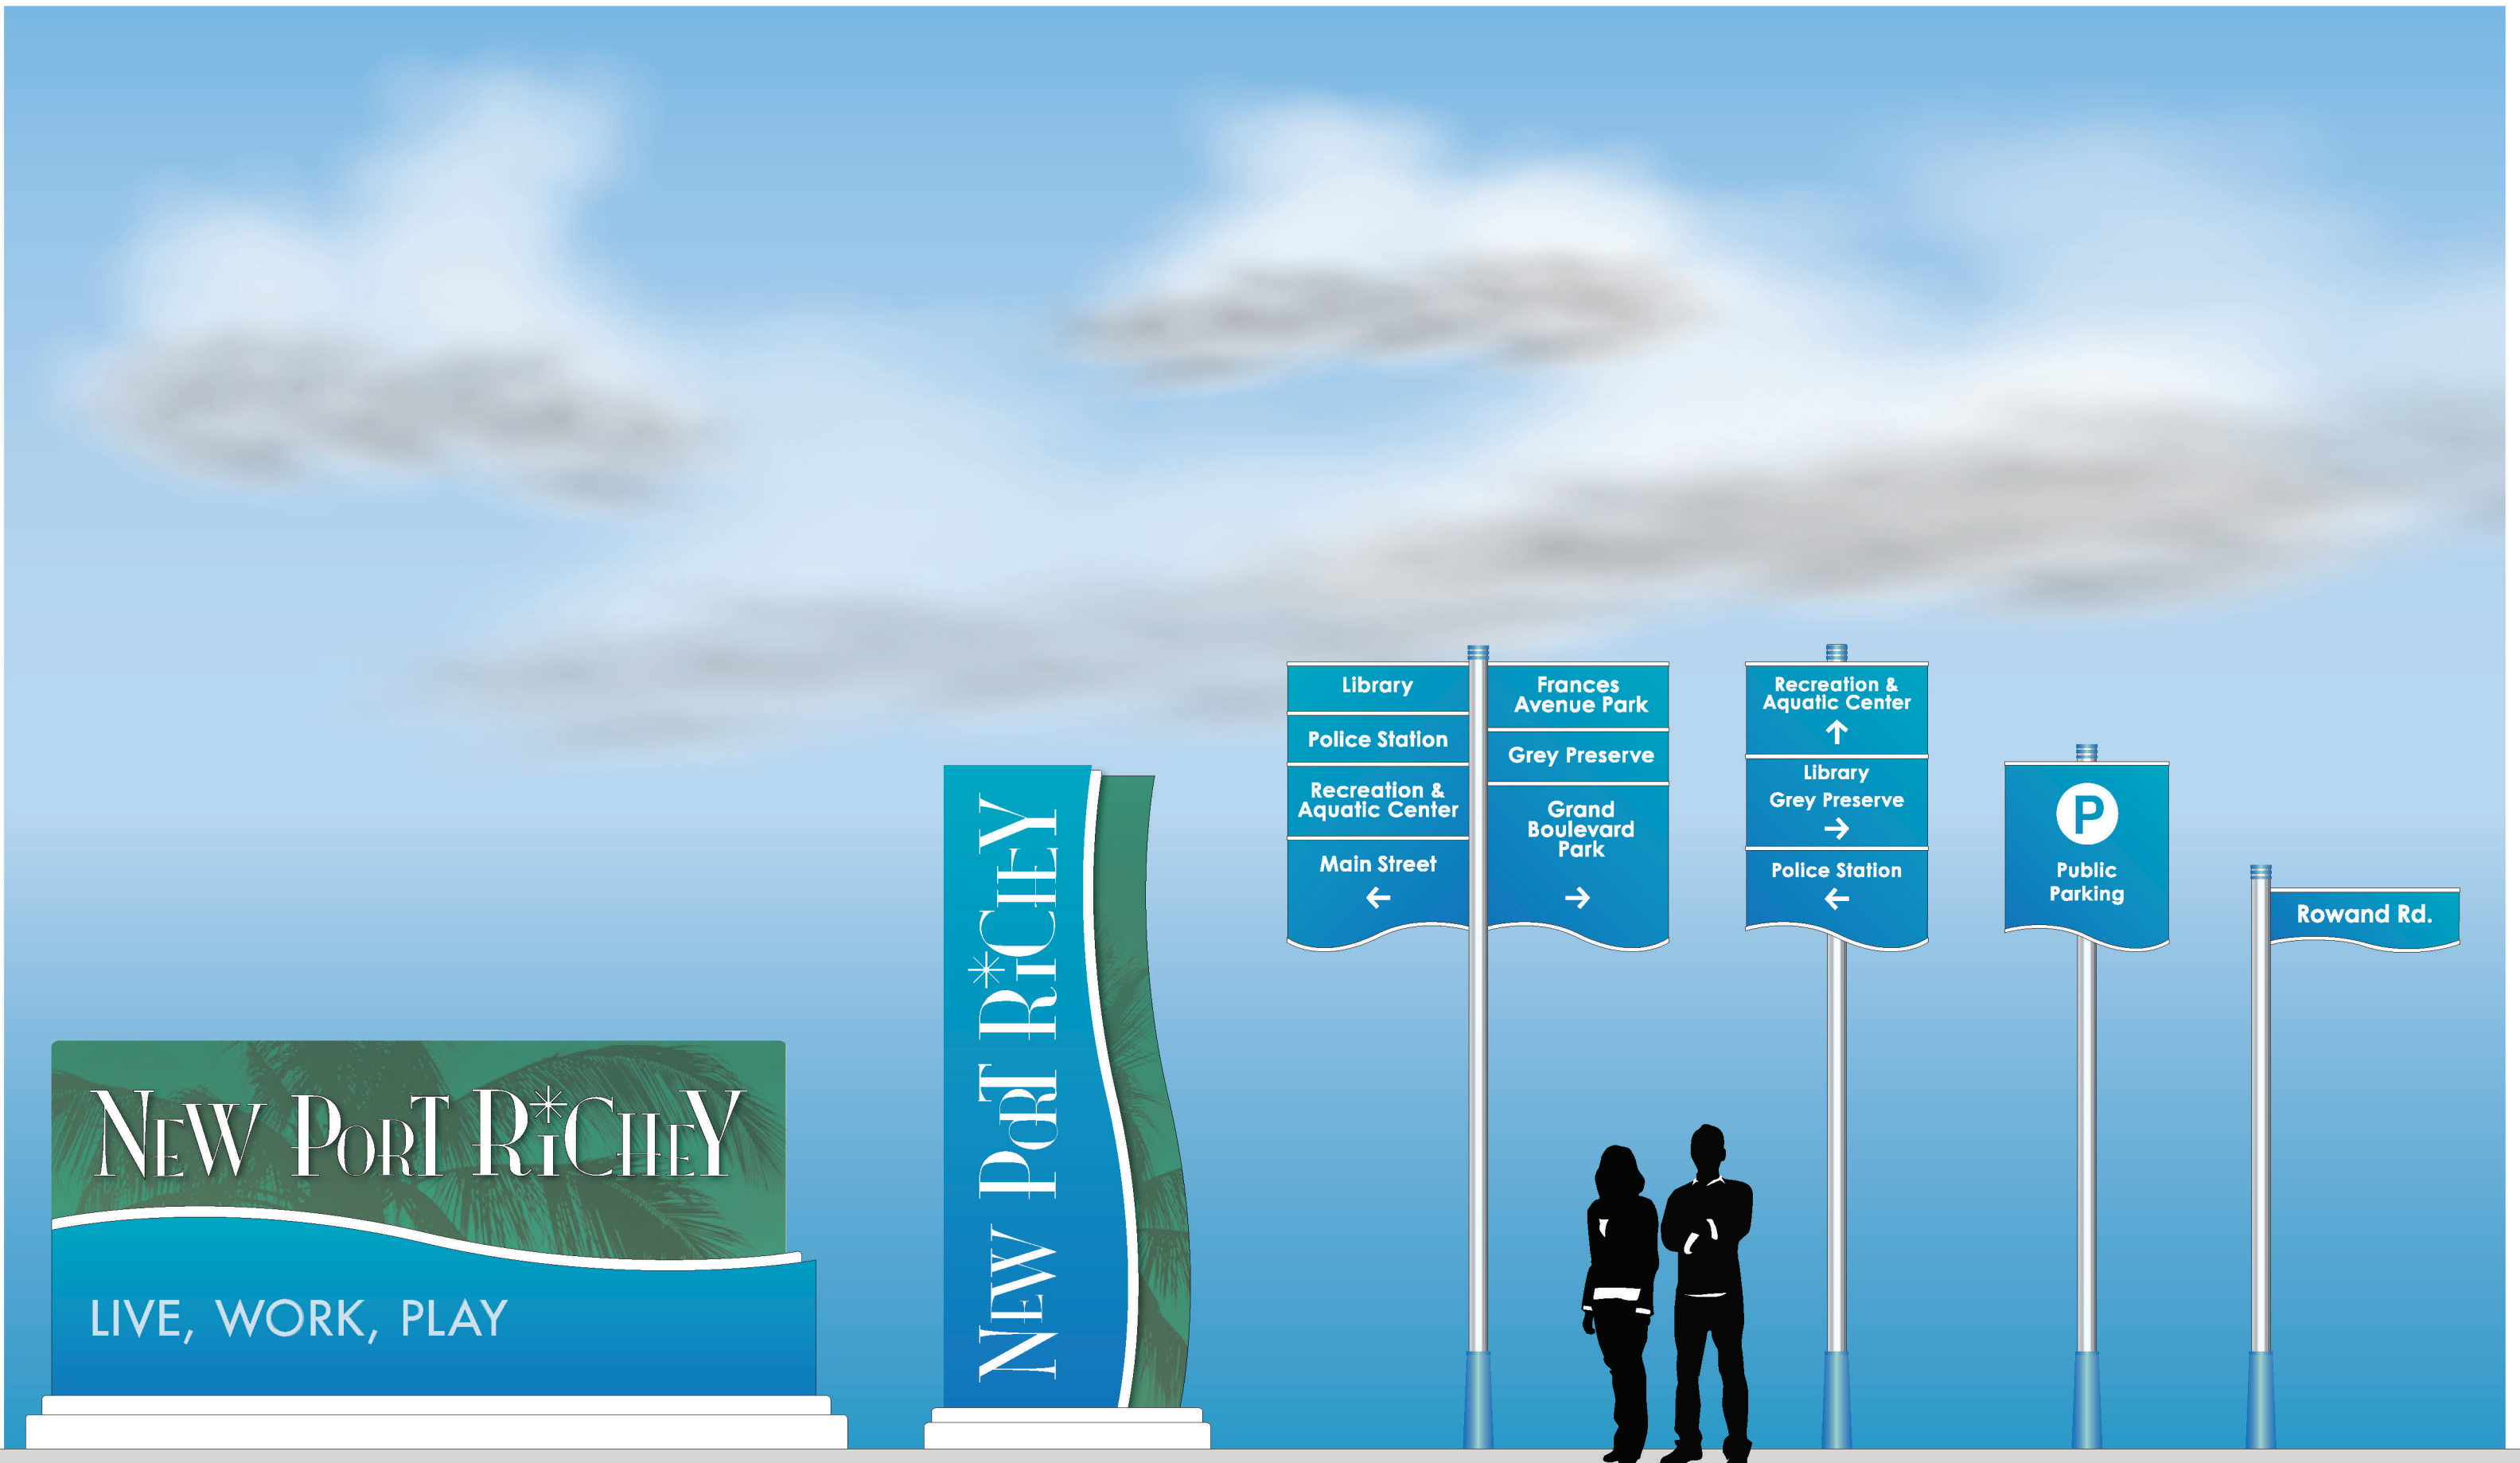 NEW PORT RiCHEY
LIVE, WORK, PLAY
NEW PORT RiCHEY
Library
Police Station
Recreation &
Aquatic Center
Main Street
←
Frances
Avenue Park
Grey Preserve
Grand
Boulevard
Park
→
Recreation &
Aquatic Center
↑
Library
Grey Preserve
→
Police Station
←
P
Public
Parking
Rowand Rd.